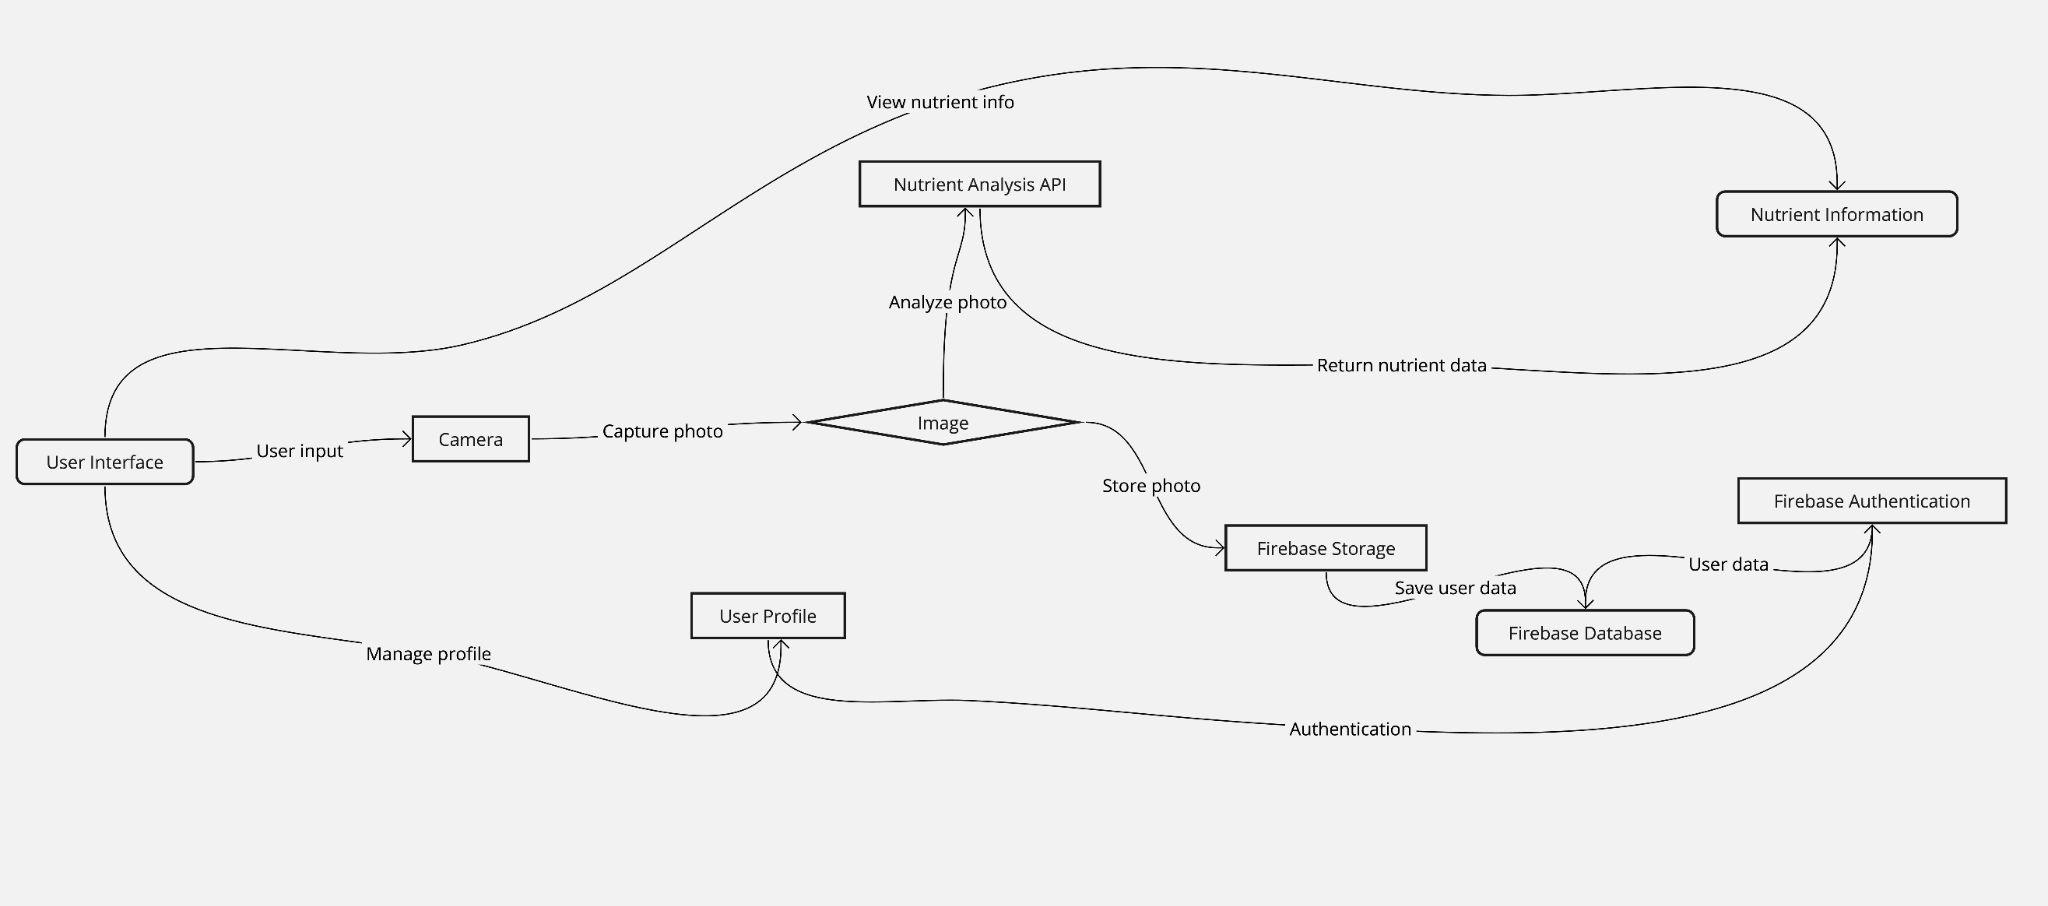 View nutrient info
Nutrient Analysis API
Nutrient Information
Analyze photo
Return nutrient data
User Interface
User input
Camera
Capture photo
Image
Store photo
Firebase Authentication
Firebase Storage
User data
Save user data
User Profile
Firebase Database
Manage profile
Authentication